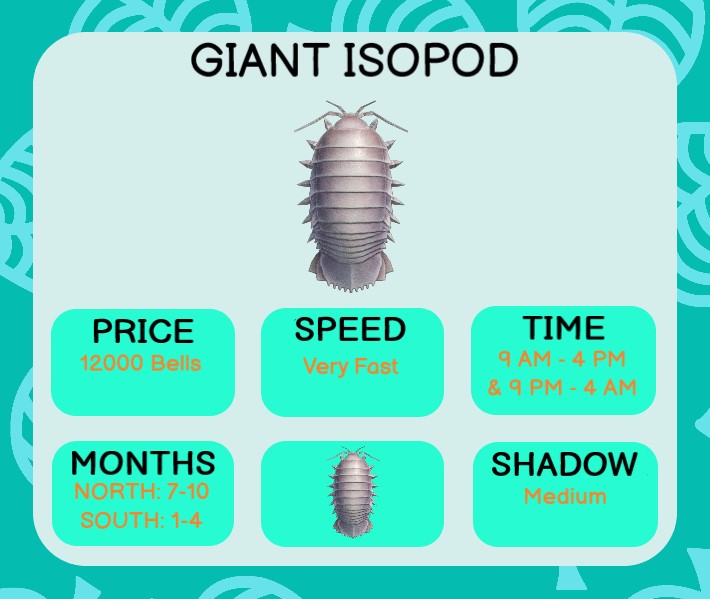 GIANT ISOPOD
PRICE
12000 Bells
SPEED
Very Fast
TIME
9 AM - 4 PM
& 9 PM - 4 AM
MONTHS
NORTH: 7-10
SOUTH: 1-4
SHADOW
Medium